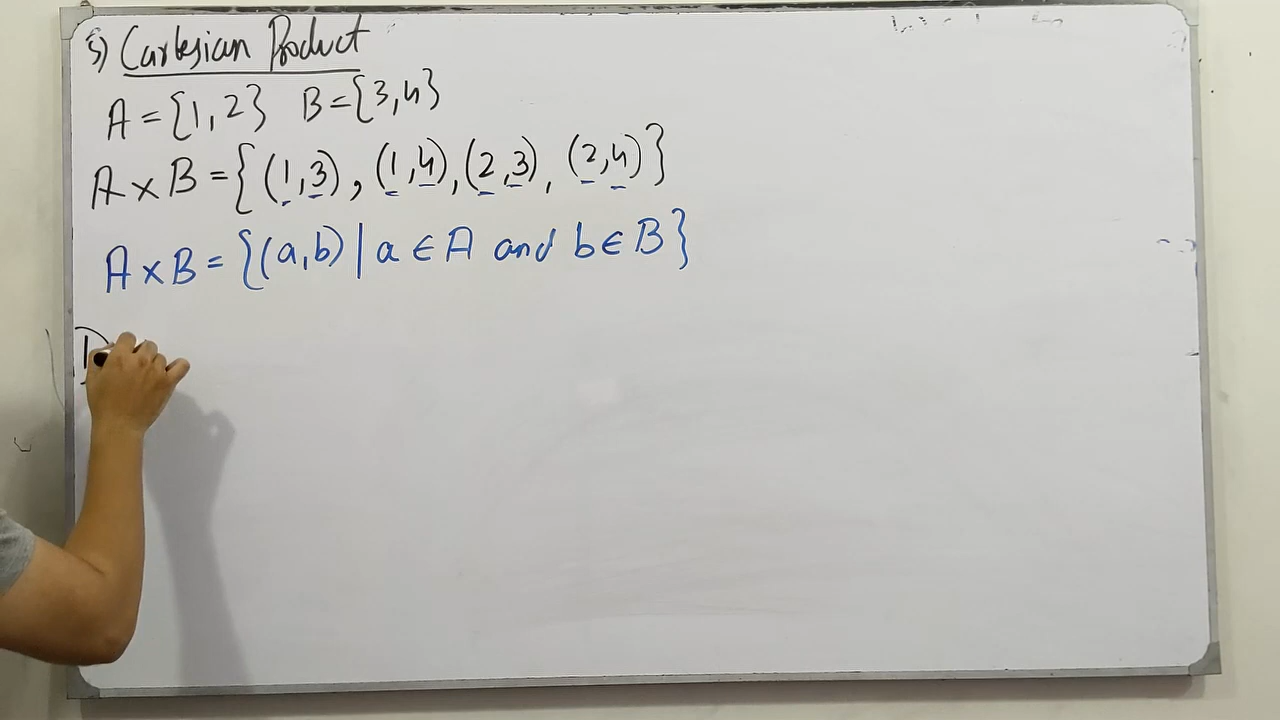 5) Cartesian Product
A = {1,2} B = {3,4}
A × B = {(1,3), (1,4), (2,3), (2,4)}
A × B = {(a,b) | a ∈ A and b ∈ B}